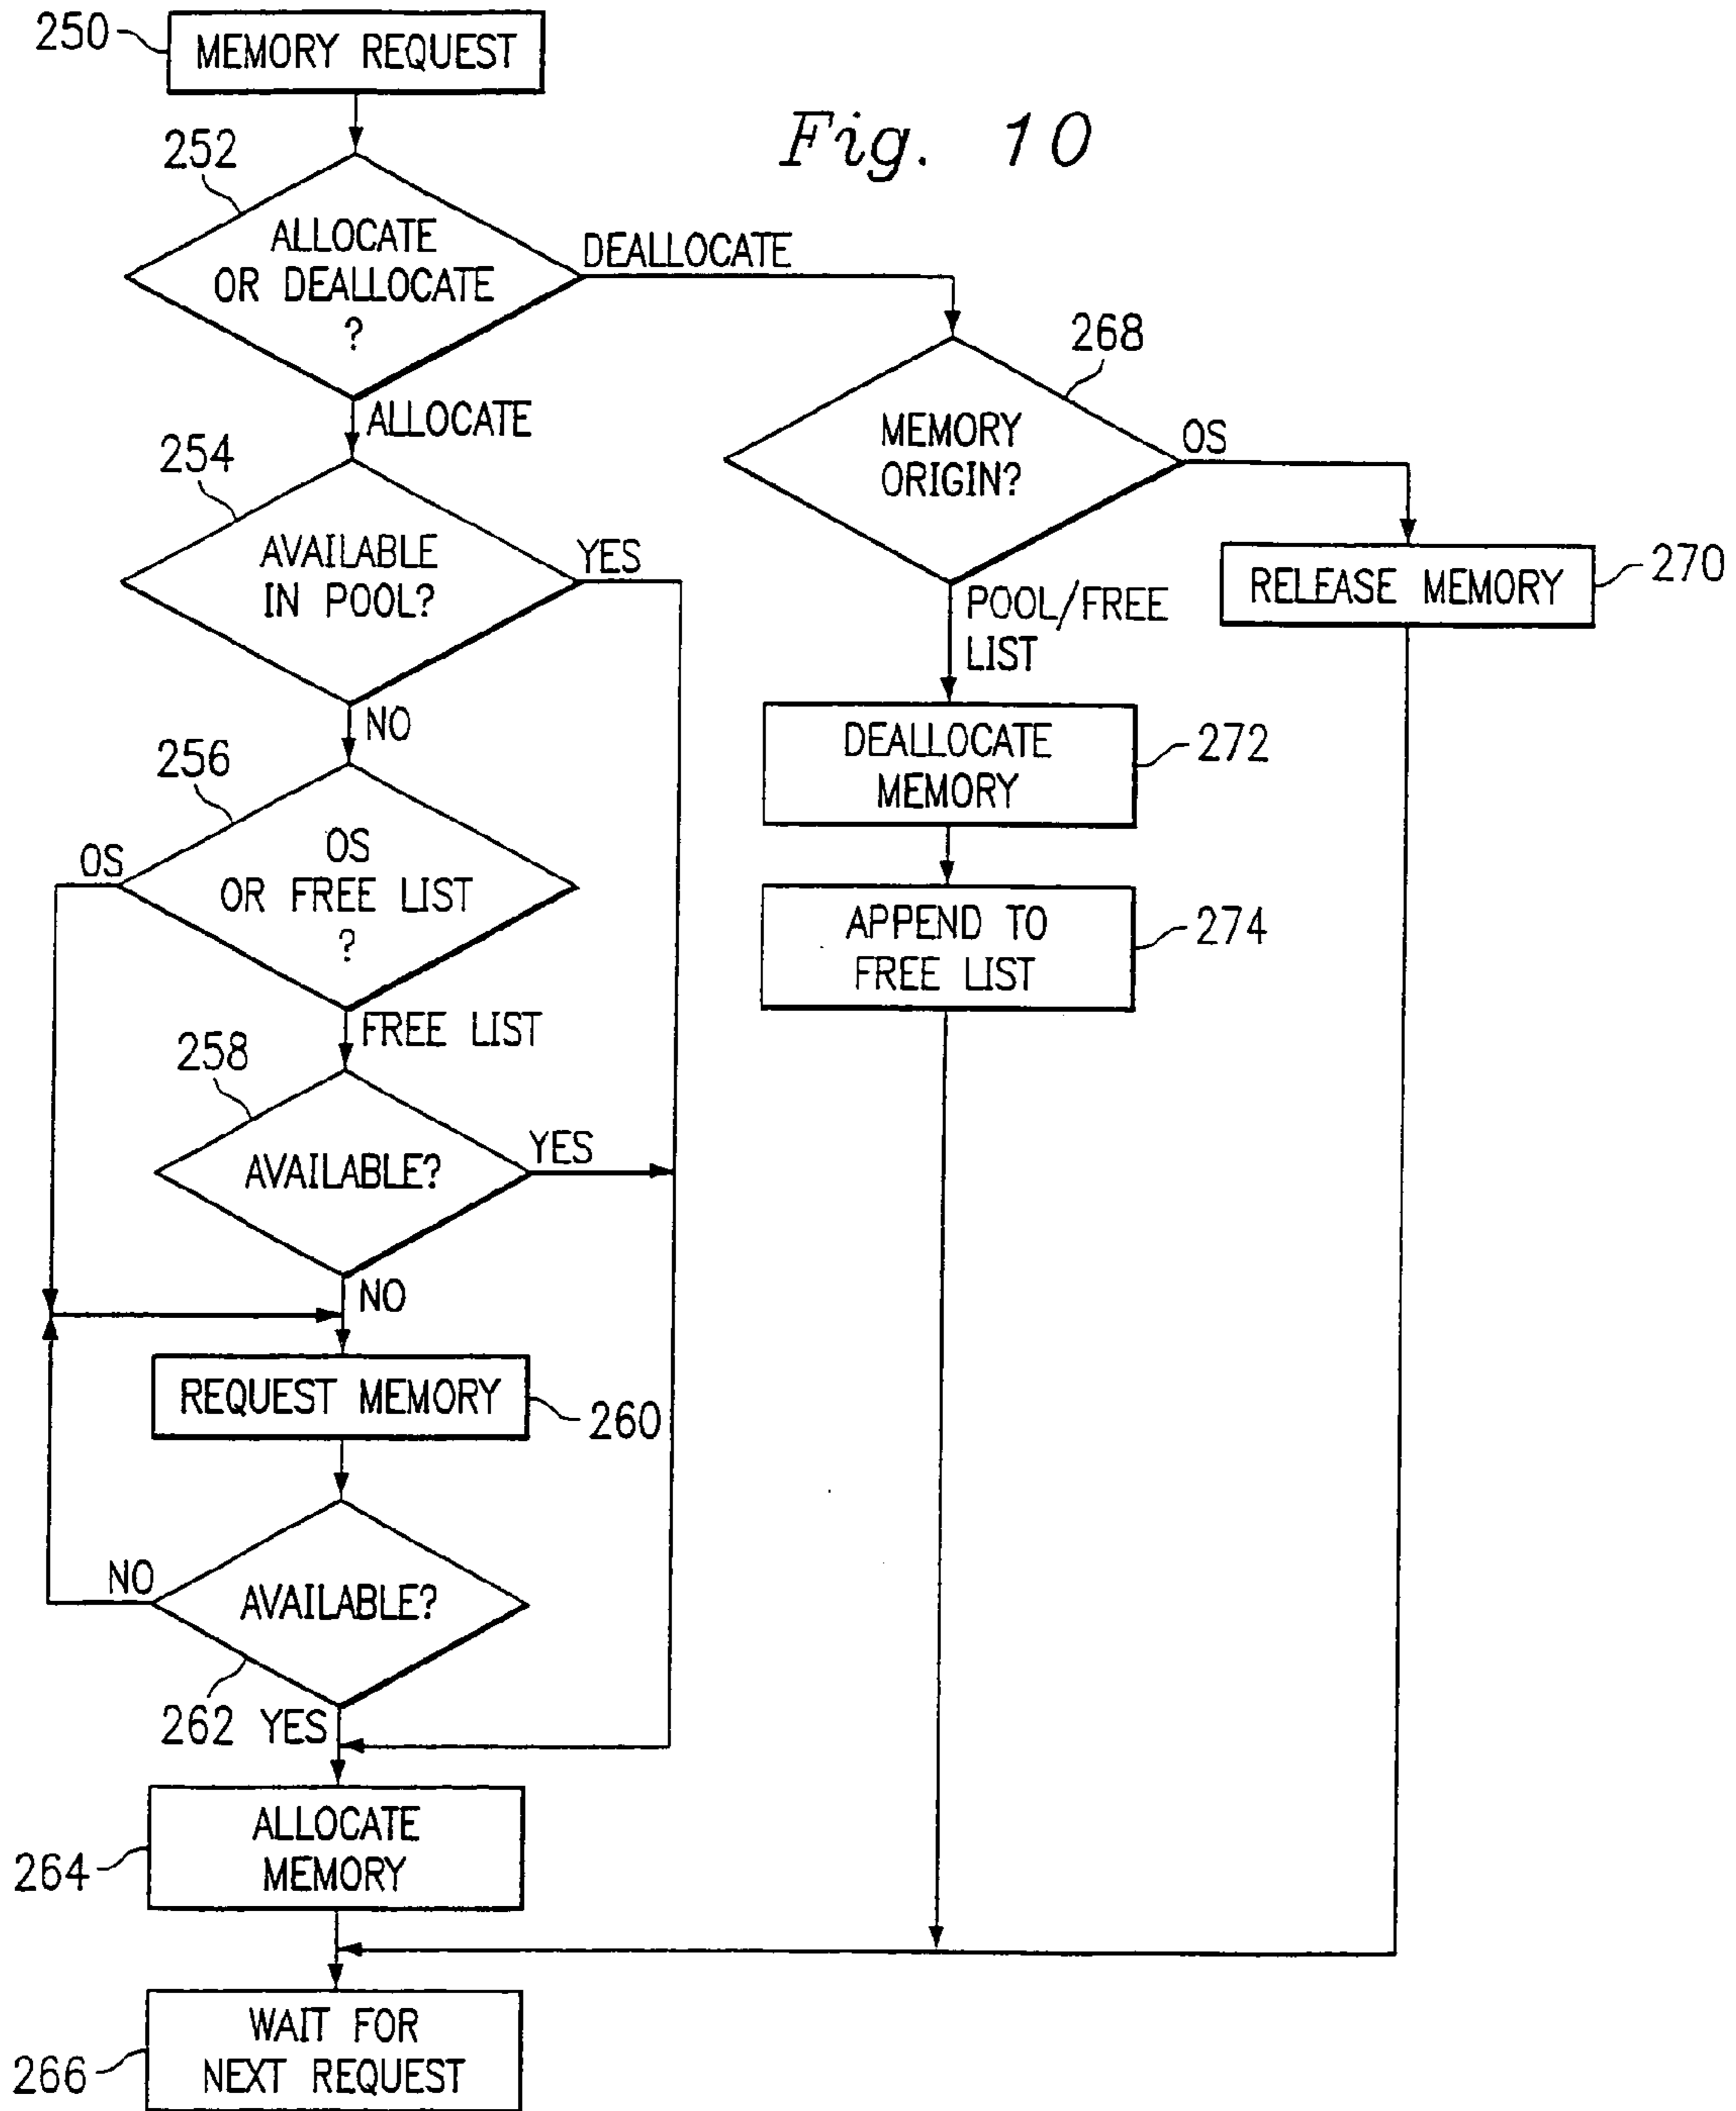 250
MEMORY REQUEST
Fig. 10
252
ALLOCATE
OR DEALLOCATE
?
DEALLOCATE
ALLOCATE
268
MEMORY
ORIGIN?
OS
254
AVAILABLE
IN POOL?
YES
RELEASE MEMORY
270
POOL/FREE
LIST
NO
DEALLOCATE
MEMORY
272
256
OS
OS
OR FREE LIST
?
APPEND TO
FREE LIST
274
FREE LIST
258
AVAILABLE?
YES
NO
REQUEST MEMORY
260
NO
AVAILABLE?
262
YES
ALLOCATE
MEMORY
264
WAIT FOR
NEXT REQUEST
266